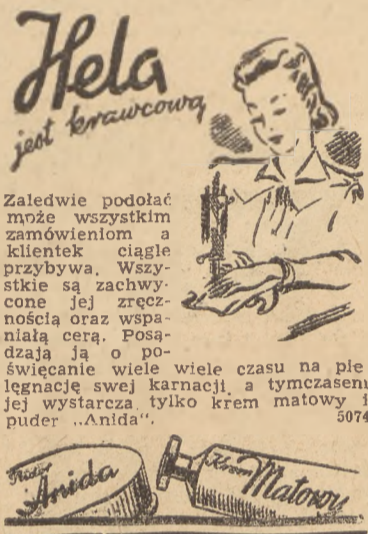 Hela
jest krawcową
Zaledwie podołać
może wszystkim
zamówieniom a
klientek ciągle
przybywa. Wszy-
stkie są zachwy-
cone jej zręcz-
nością oraz wspa-
niałą cerą. Posą-
dzają ją o po-
święcanie wiele wiele czasu na pie
lęgnację swej karnacji a tymczasem
jej wystarcza tylko krem matowy i
puder „Anida". 5074
Puder
Anida
Krem
Matowy